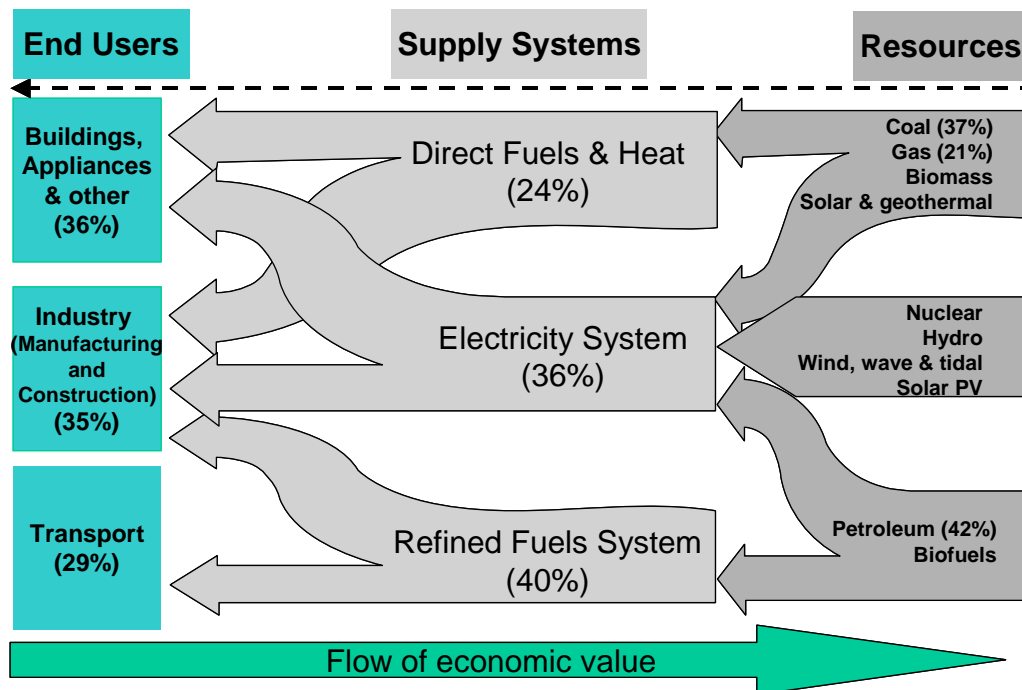 End Users
Supply Systems
Resources
Buildings,
Appliances
& other
(36%)
Industry
(Manufacturing
and
Construction)
(35%)
Transport
(29%)
Direct Fuels & Heat
(24%)
Electricity System
(36%)
Refined Fuels System
(40%)
Coal (37%)
Gas (21%)
Biomass
Solar & geothermal
Nuclear
Hydro
Wind, wave & tidal
Solar PV
Petroleum (42%)
Biofuels
Flow of economic value